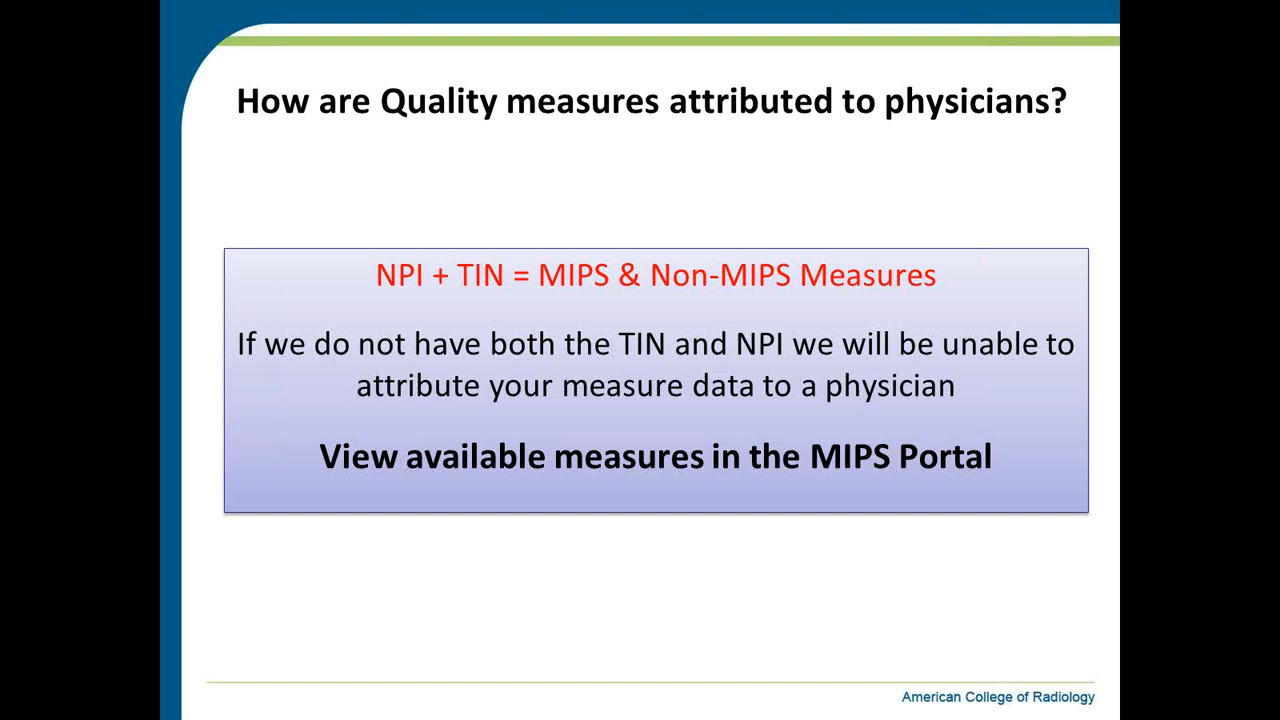 How are Quality measures attributed to physicians?
NPI + TIN = MIPS & Non-MIPS Measures
If we do not have both the TIN and NPI we will be unable to
attribute your measure data to a physician
View available measures in the MIPS Portal
American College of Radiology